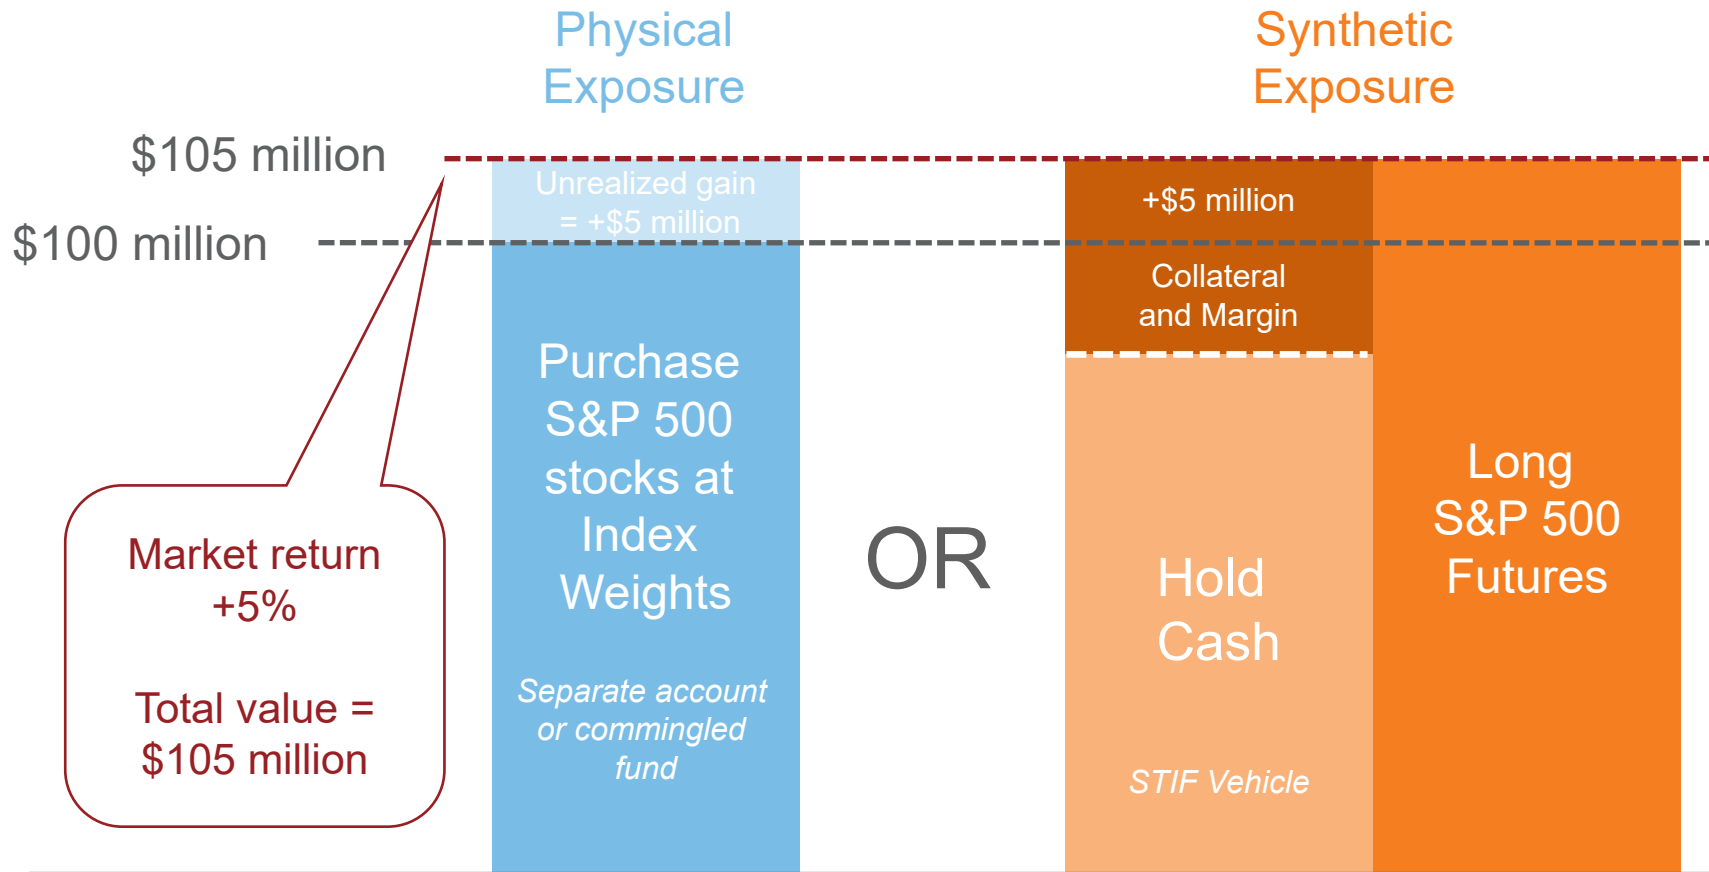 Physical
Exposure
Synthetic
Exposure
$105 million
$100 million
Unrealized gain
= +$5 million
Purchase
S&P 500
stocks at
Index
Weights
Separate account
or commingled
fund
Market return
+5%
Total value =
$105 million
OR
+$5 million
Collateral
and Margin
Hold
Cash
STIF Vehicle
Long
S&P 500
Futures